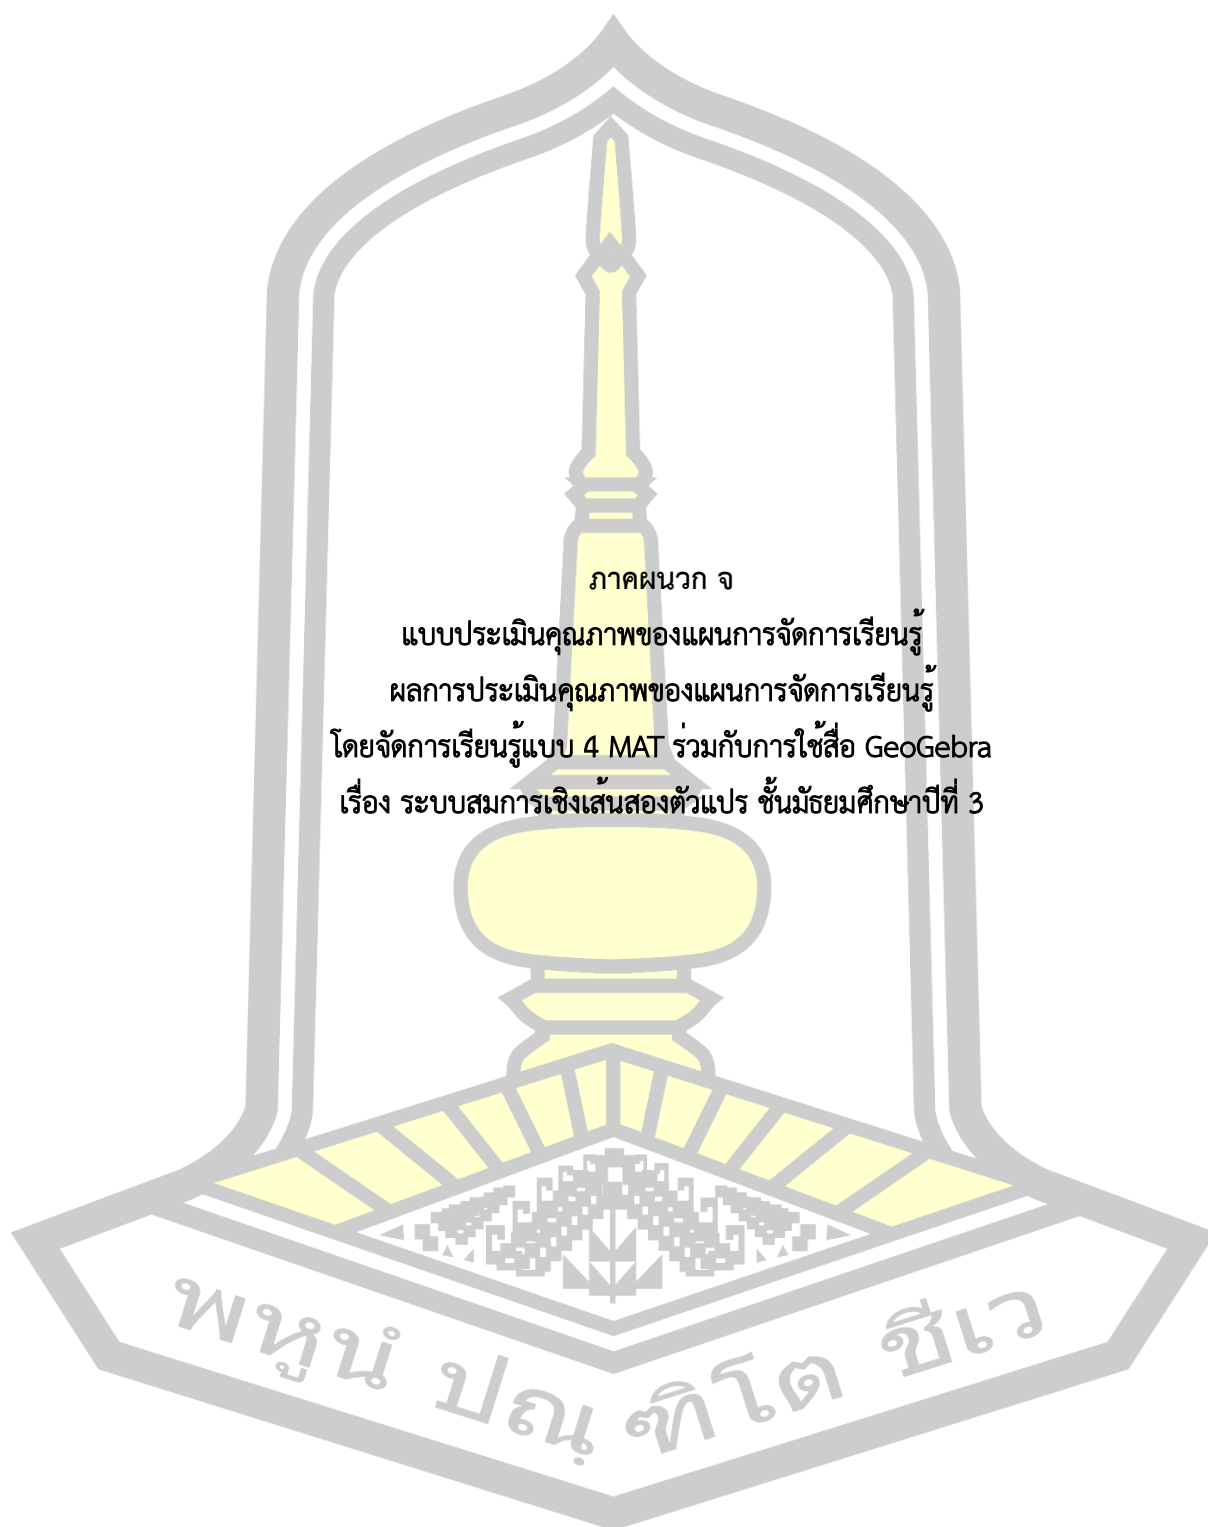 ภาคผนวก จ
แบบประเมินคุณภาพของแผนการจัดการเรียนรู้
ผลการประเมินคุณภาพของแผนการจัดการเรียนรู้
โดยจัดการเรียนรู้แบบ 4 MAT ร่วมกับการใช้สื่อ GeoGebra
เรื่อง ระบบสมการเชิงเส้นสองตัวแปร ชั้นมัธยมศึกษาปีที่ 3
พหูนํ ปณฺฑิโต ชีเว